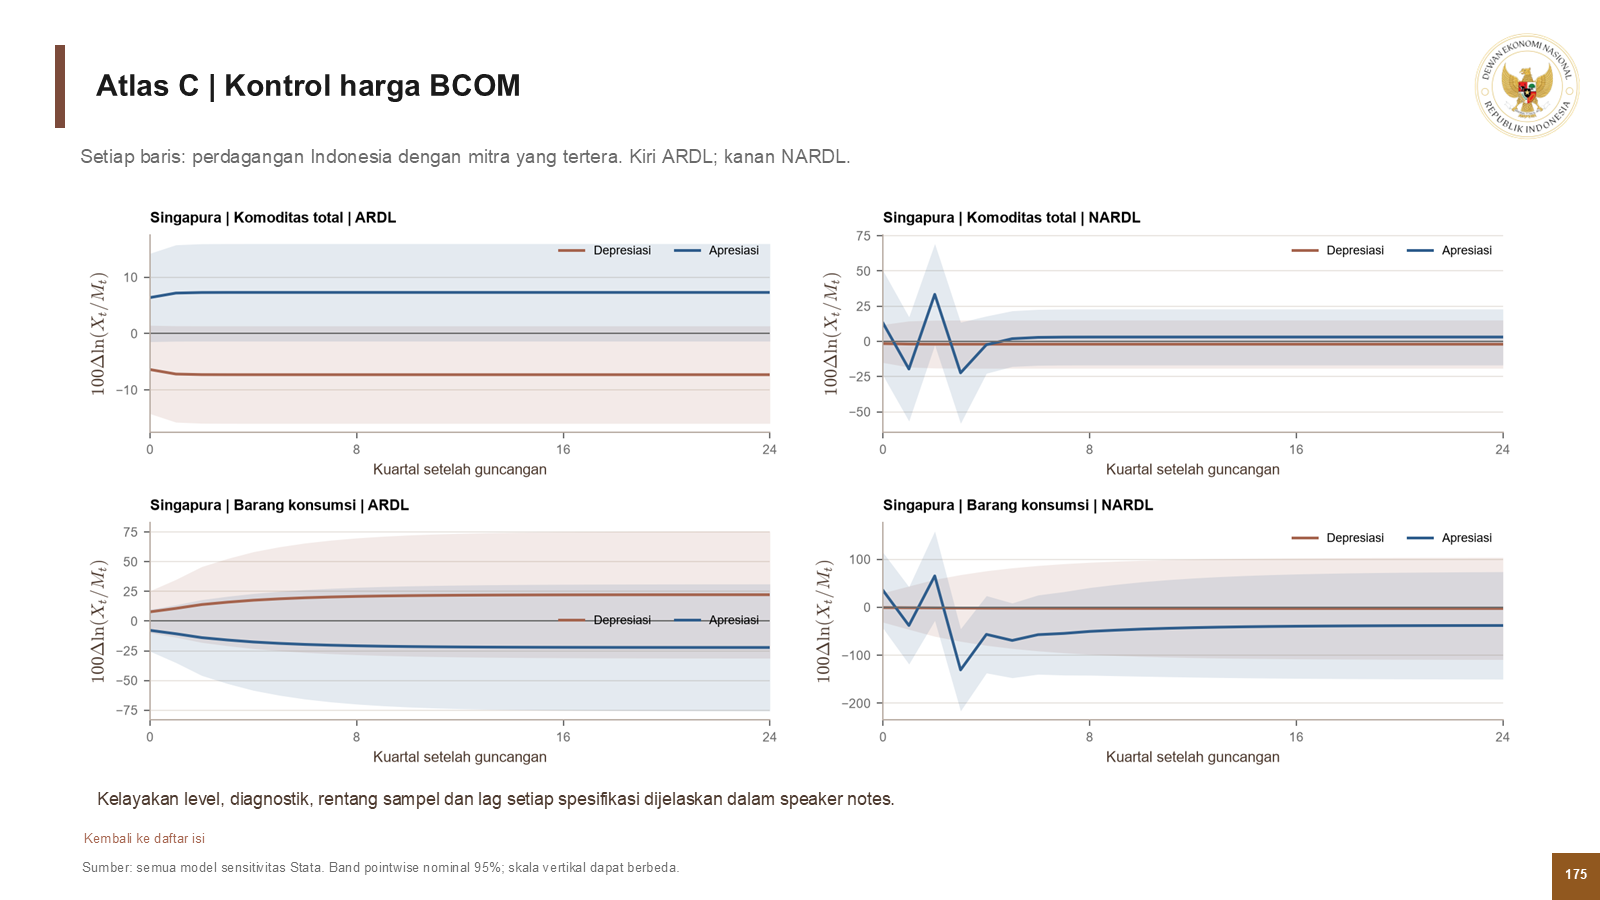 Atlas C | Kontrol harga BCOM
DEWAN EKONOMI NASIONAL
REPUBLIK INDONESIA
Setiap baris: perdagangan Indonesia dengan mitra yang tertera. Kiri ARDL; kanan NARDL.
Singapura | Komoditas total | ARDL
Depresiasi Apresiasi
100Δln(Xt/Mt)
10
0
−10
0 8 16 24
Kuartal setelah guncangan
Singapura | Komoditas total | NARDL
Depresiasi Apresiasi
100Δln(Xt/Mt)
75
50
25
0
−25
−50
0 8 16 24
Kuartal setelah guncangan
Singapura | Barang konsumsi | ARDL
Depresiasi Apresiasi
100Δln(Xt/Mt)
75
50
25
0
−25
−50
−75
0 8 16 24
Kuartal setelah guncangan
Singapura | Barang konsumsi | NARDL
Depresiasi Apresiasi
100Δln(Xt/Mt)
100
0
−100
−200
0 8 16 24
Kuartal setelah guncangan
Kelayakan level, diagnostik, rentang sampel dan lag setiap spesifikasi dijelaskan dalam speaker notes.
Kembali ke daftar isi
Sumber: semua model sensitivitas Stata. Band pointwise nominal 95%; skala vertikal dapat berbeda.
175